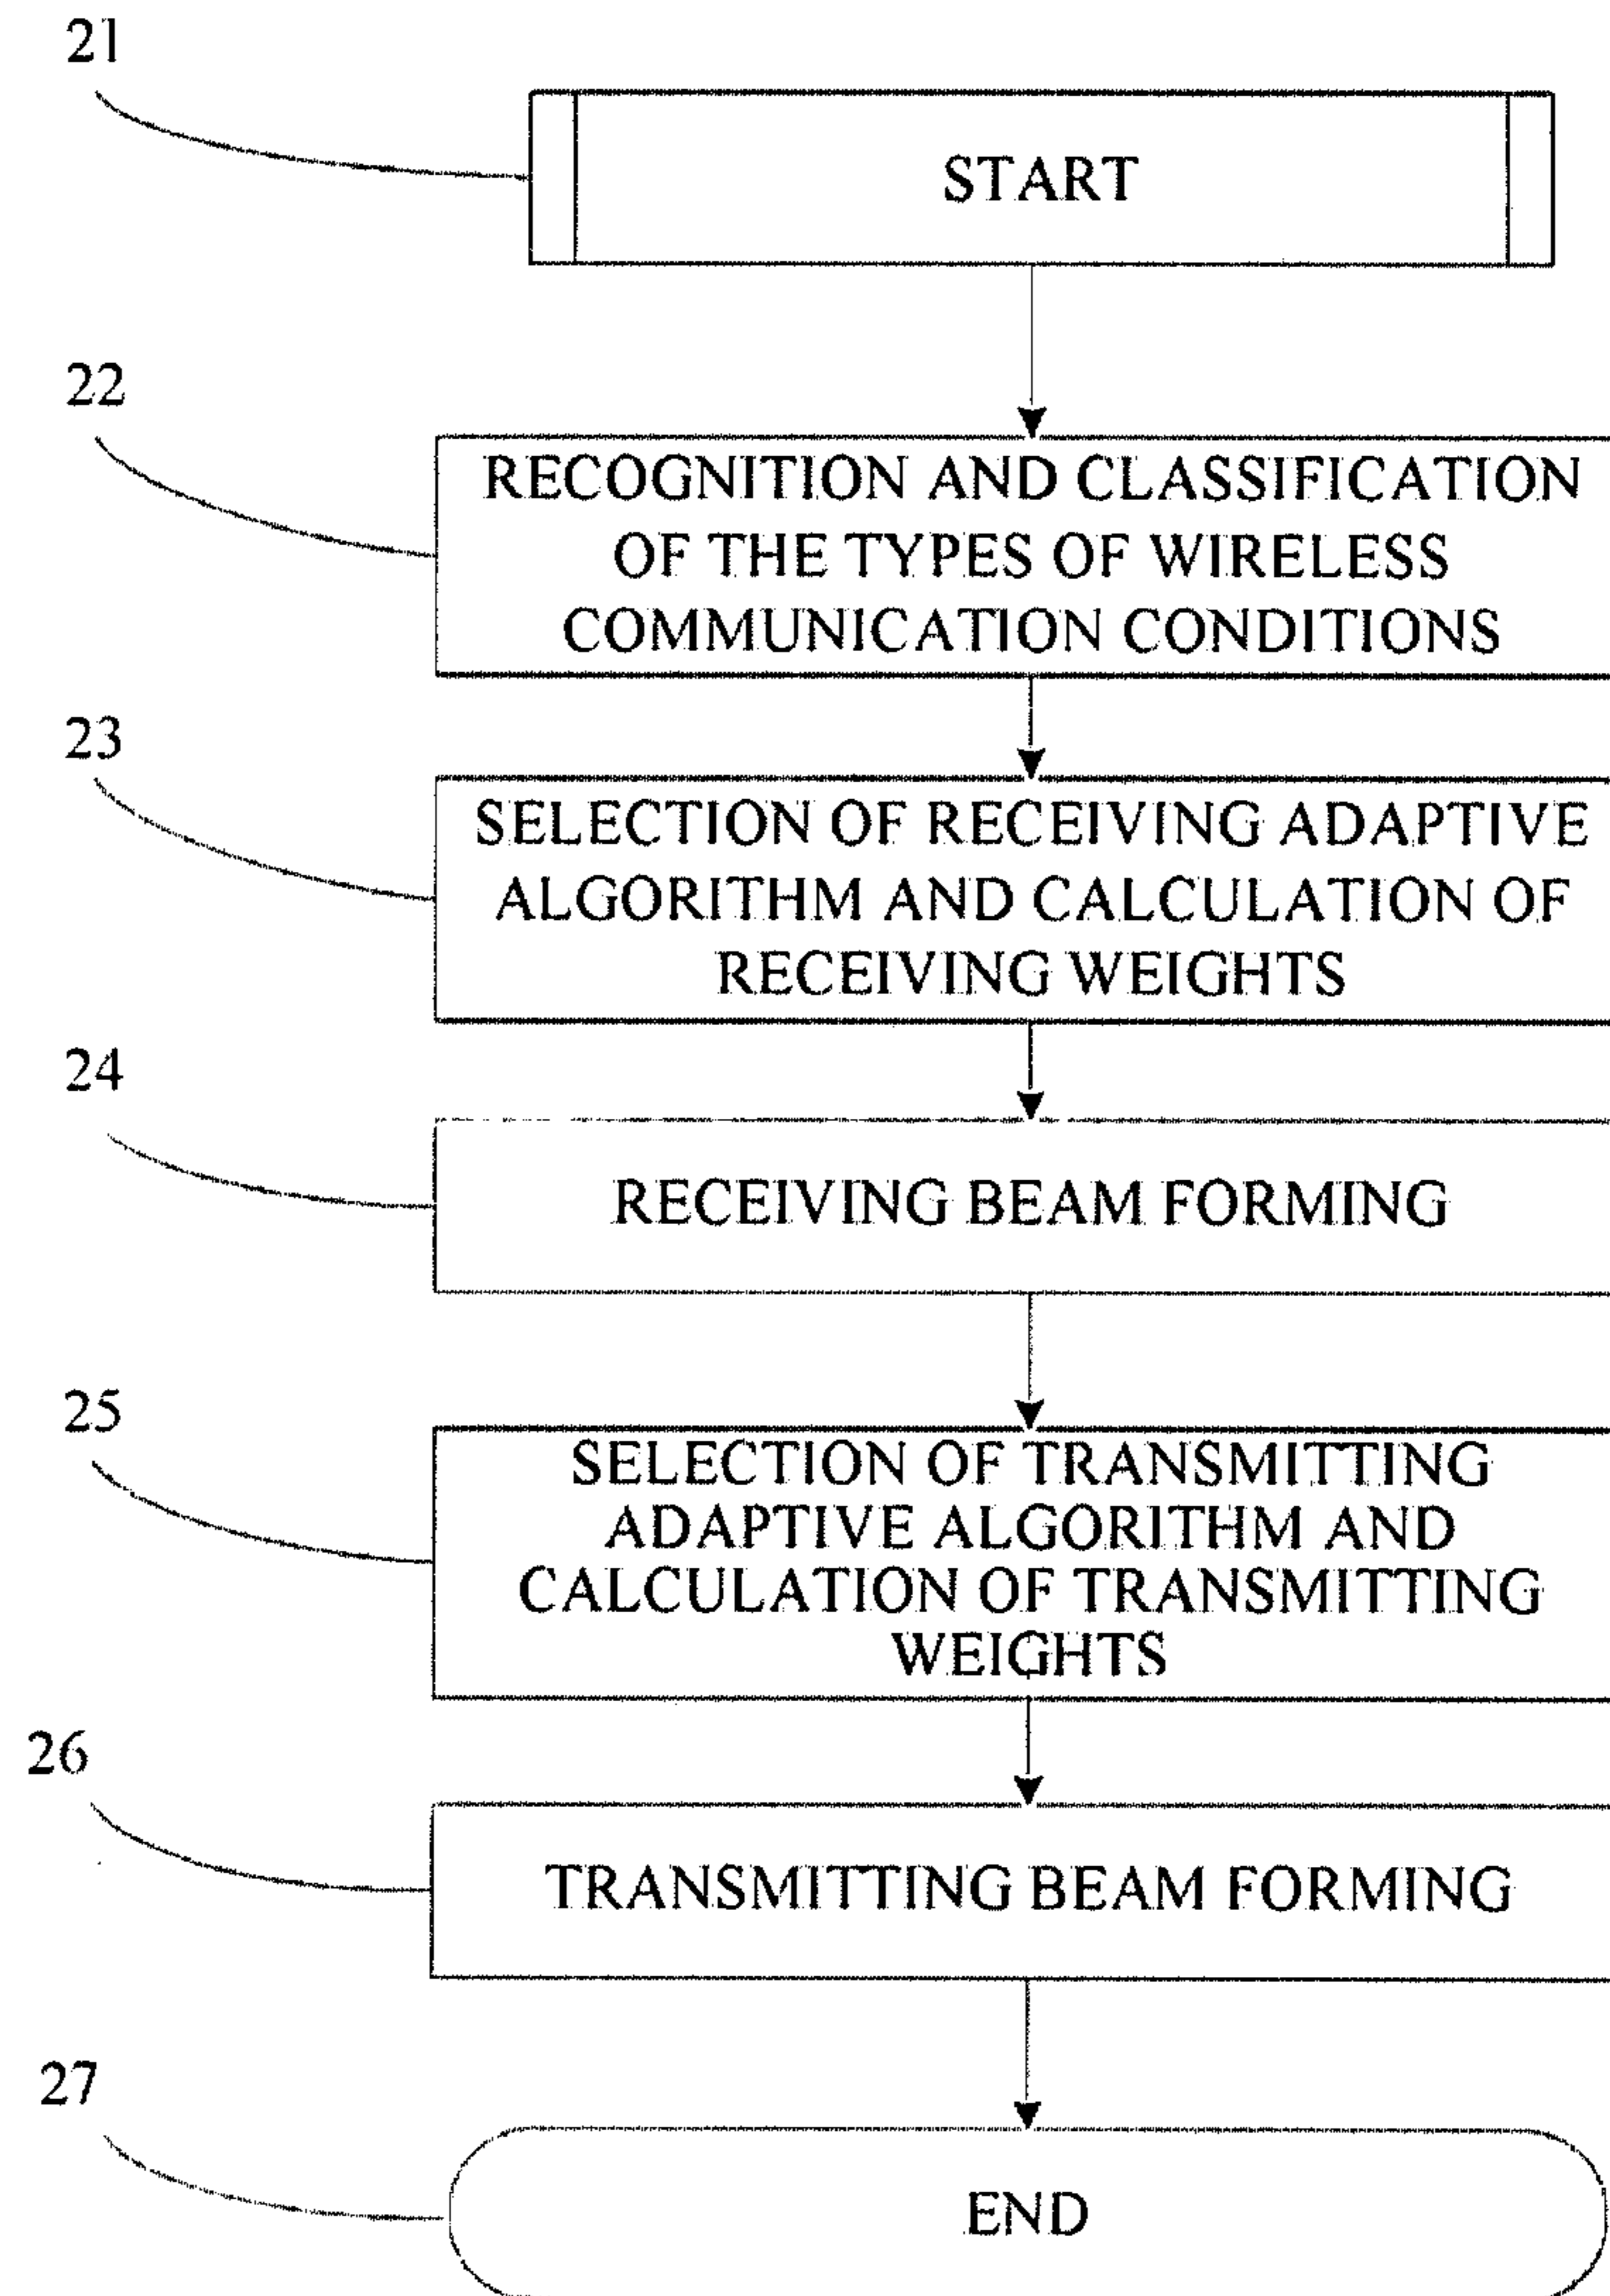 21
START
22
RECOGNITION AND CLASSIFICATION
OF THE TYPES OF WIRELESS
COMMUNICATION CONDITIONS
23
SELECTION OF RECEIVING ADAPTIVE
ALGORITHM AND CALCULATION OF
RECEIVING WEIGHTS
24
RECEIVING BEAM FORMING
25
SELECTION OF TRANSMITTING
ADAPTIVE ALGORITHM AND
CALCULATION OF TRANSMITTING
WEIGHTS
26
TRANSMITTING BEAM FORMING
27
END